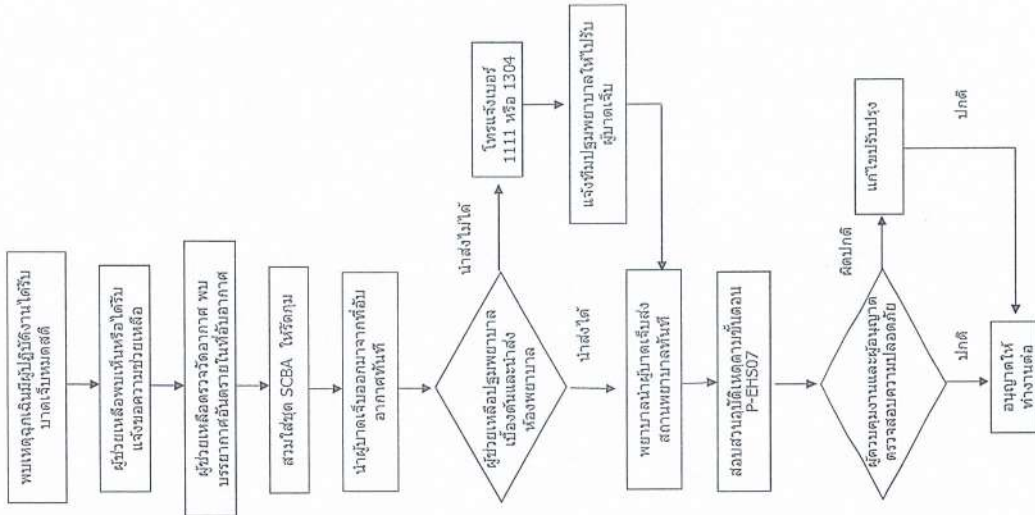 พบเหตุฉุกเฉินมีผู้ปฏิบัติงานได้รับ
บาดเจ็บหมดสติ
ผู้ช่วยเหลือพบเห็นหรือได้รับ
แจ้งขอความช่วยเหลือ
ผู้ช่วยเหลือตรวจวัดอากาศ พบ
บรรยากาศอันตรายในที่อับอากาศ
สวมใส่ชุด SCBA ให้รัดกุม
นำผู้บาดเจ็บออกมาจากที่อับ
อากาศทันที
ผู้ช่วยเหลือปฐมพยาบาล
เบื้องต้นและนำส่ง
ห้องพยาบาล
นำส่งไม่ได้
โทรแจ้งเบอร์
1111 หรือ 1304
แจ้งทีมปฐมพยาบาลให้ไปรับ
ผู้บาดเจ็บ
นำส่งได้
พยาบาลนำผู้บาดเจ็บส่ง
สถานพยาบาลทันที
สอบสวนอุบัติเหตุตามขั้นตอน
P-EHS07
ผู้ควบคุมงานและผู้อนุญาต
ตรวจสอบความปลอดภัย
ผิดปกติ
แก้ไขปรับปรุง
ปกติ
ปกติ
อนุญาตให้
ทำงานต่อ